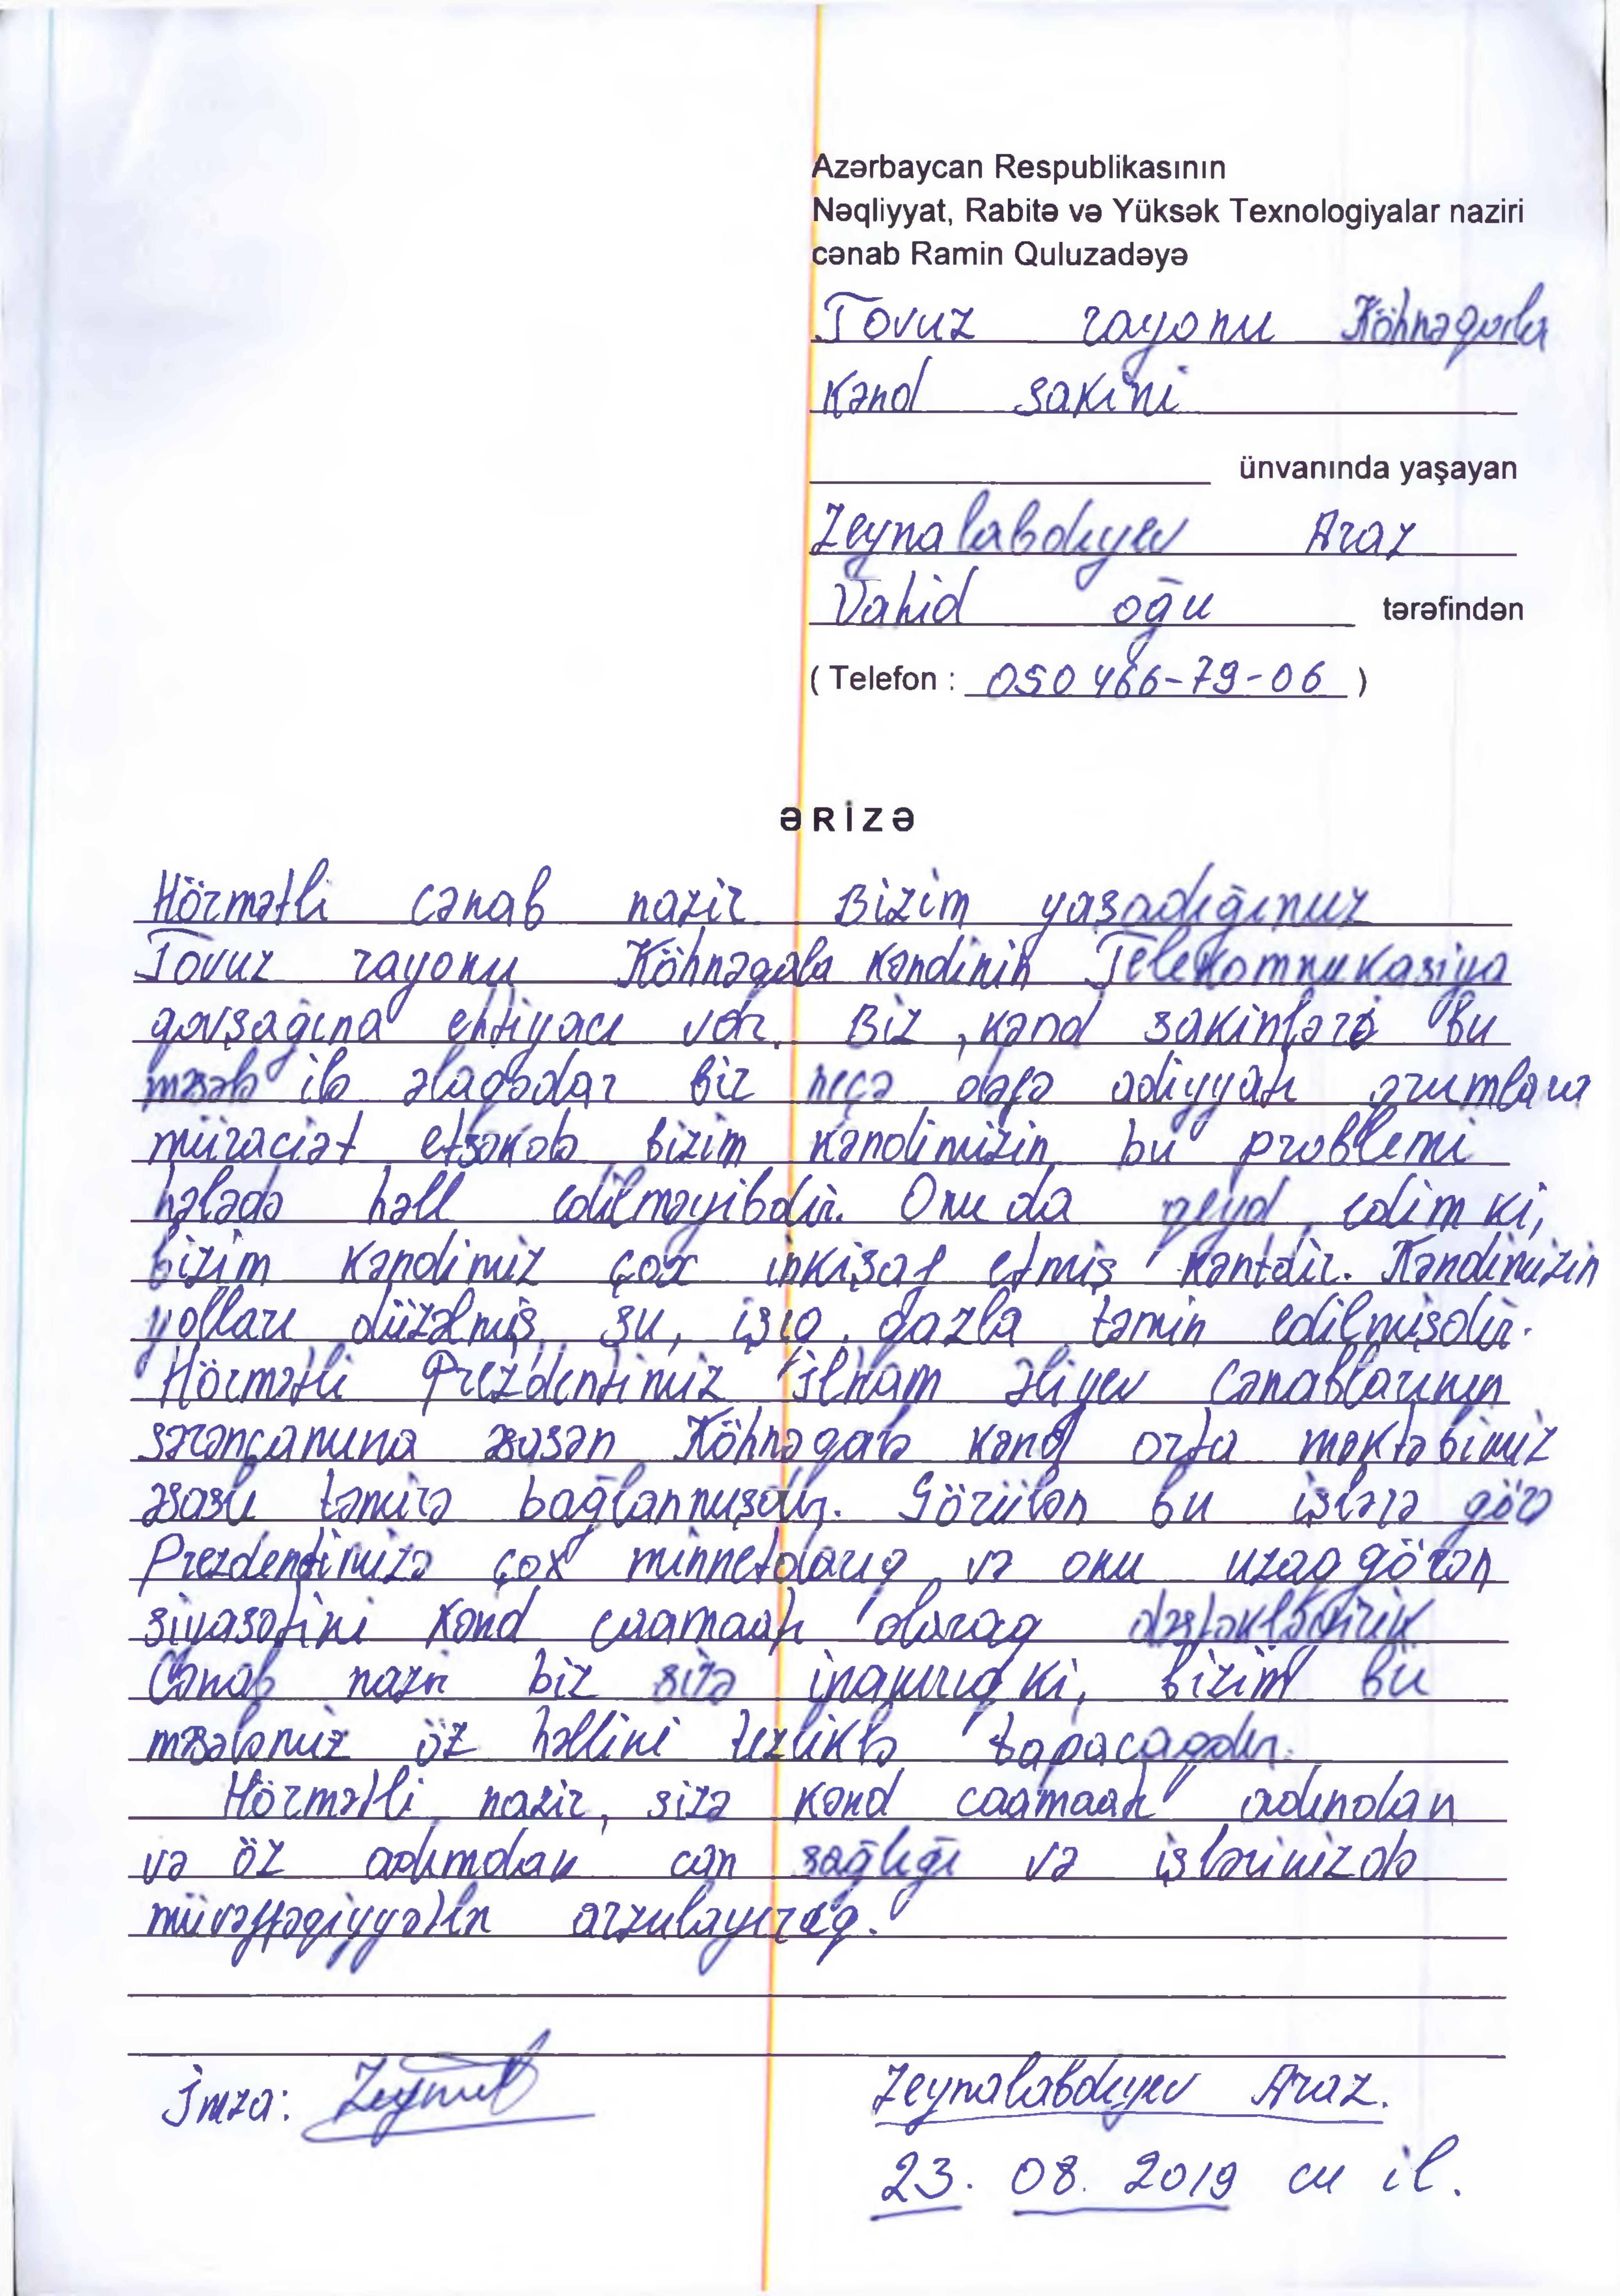 Azərbaycan Respublikasının
Nəqliyyat, Rabitə və Yüksək Texnologiyalar naziri
cənab Ramin Quluzadəyə
Tovuz rayonu Köhnəqala
Kənd sakini
ünvanında yaşayan
Zeynalabdıyev Araz
Vahid oğu tərəfindən
( Telefon : 050 466-79-06 )
ƏRİZƏ
Hörmətli cənab nazir. Bizim yaşadığımız
Tovuz rayonu Köhnəqala kəndinin Telekomnukasiya
qovşağına ehtiyacı var. Biz, kənd sakinləri bu
məsələ ilə əlaqədar bir neçə dəfə adiyyatı qrumlara
müraciət etsəkdə bizim kəndimizin bu problemi
hələdə həll edilməyibdir. Onu da qeyd edim ki,
bizim kəndimiz çox inkişaf etmiş kəntdir. Kəndimizin
yolları düzəlmiş, su, işıq, qazla təmin edilmişdir.
Hörmətli Prezidentimiz İlham Əliyev Cənablarının
sərəncamına əsasən Köhnəqala kənd orta məktəbimiz
əsaslı təmirə bağlanmışdır. Görülən bu işlərə görə
Prezdentimizə çox minnetdarıq və onu uzaqgörən
siyasətini kənd caamaatı olaraq dəstəkləyirik
Cənab nazri biz sizə inanırıq ki, bizim bu
məsələmiz öz həllini tezliklə tapacaqdır.
Hörmətli nazir, sizə kənd caamaatı adından
və öz adımdan can sağlığı və işlərinizdə
müvəffəqiyyətlər arzulayırıq.
İmza:
Zeynalabdıyev Araz.
23. 08. 2019 cu il.